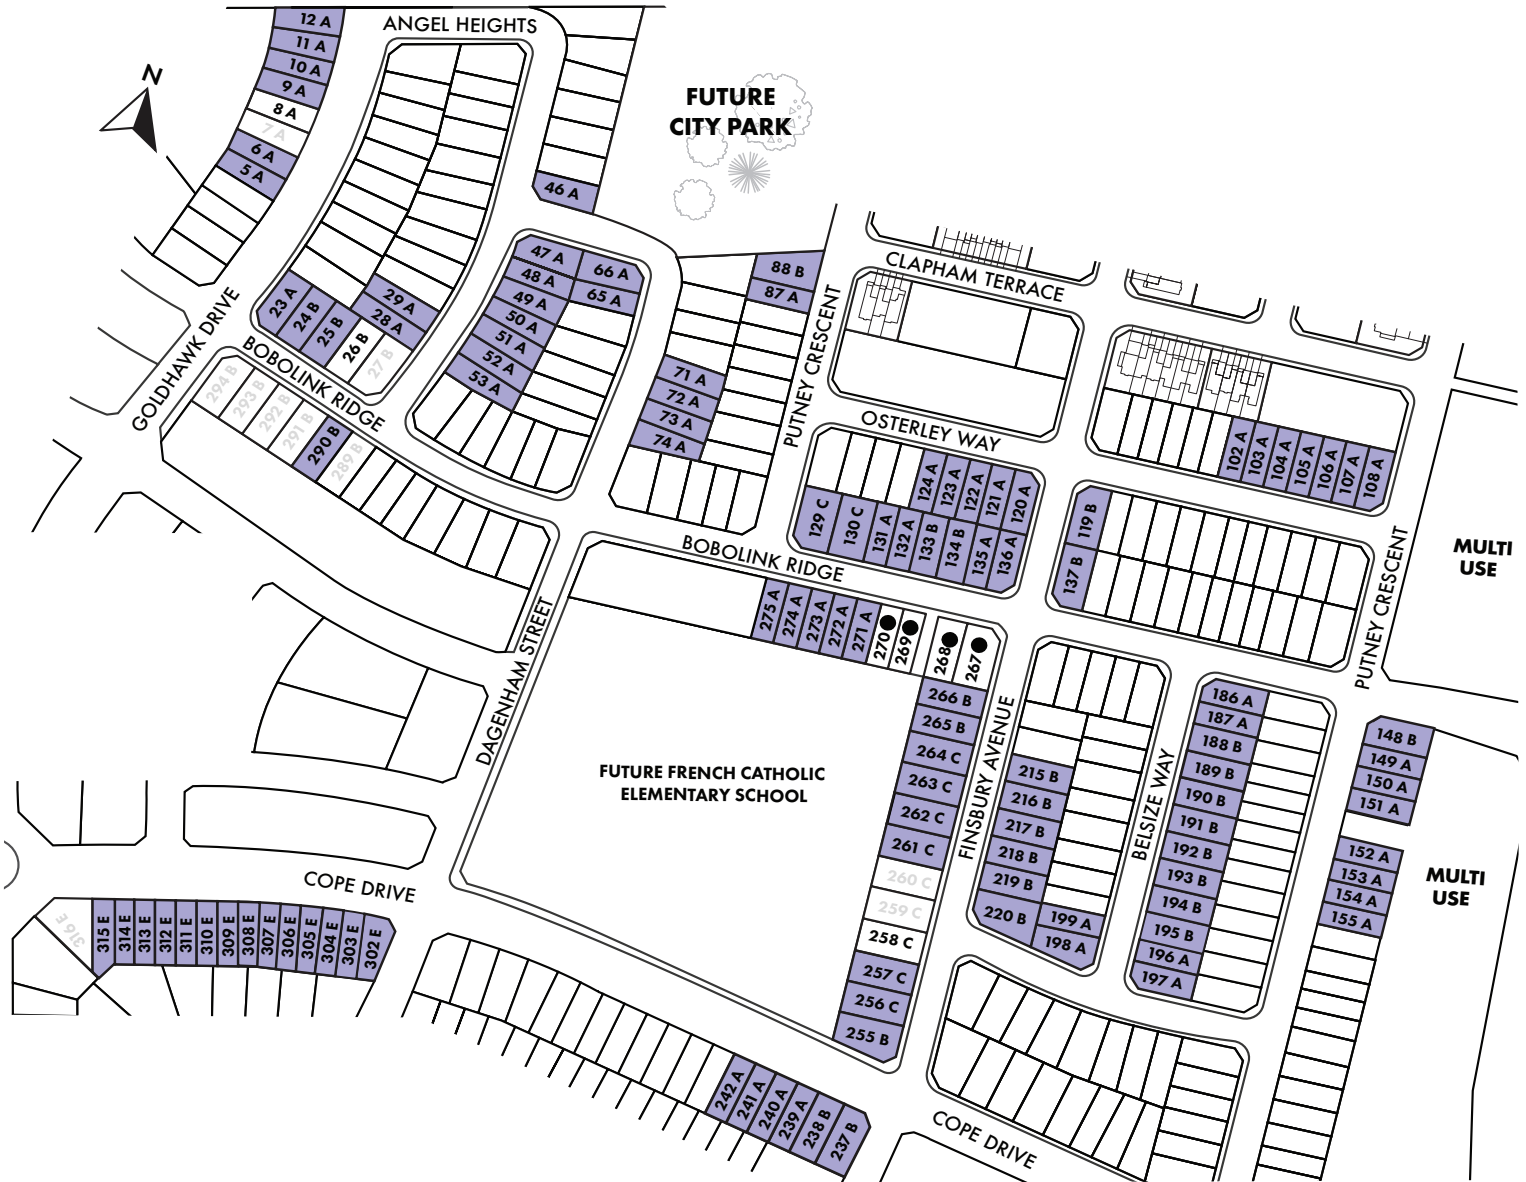 ANGEL HEIGHTS
12 A
11 A
10 A
9 A
8 A
7 A
6 A
5 A
N
FUTURE
CITY PARK
46 A
47 A
48 A
49 A
50 A
51 A
52 A
53 A
66 A
65 A
88 B
87 A
71 A
72 A
73 A
74 A
23 A
24 B
25 B
26 B
27 B
29 A
28 A
GOLDHAWK DRIVE
BOBOLINK RIDGE
294 B
293 B
292 B
291 B
290 B
289 B
PUTNEY CRESCENT
CLAPHAM TERRACE
OSTERLEY WAY
102 A
103 A
104 A
105 A
106 A
107 A
108 A
124 A
123 A
122 A
121 A
120 A
129 C
130 C
131 A
132 A
133 B
134 B
135 A
136 A
119 B
137 B
MULTI
USE
PUTNEY CRESCENT
BOBOLINK RIDGE
275 A
274 A
273 A
272 A
271 A
270
269
268
267
DAGENHAM STREET
FUTURE FRENCH CATHOLIC
ELEMENTARY SCHOOL
266 B
265 B
264 C
263 C
262 C
261 C
260 C
259 C
258 C
257 C
256 C
255 B
FINSBURY AVENUE
215 B
216 B
217 B
218 B
219 B
220 B
199 A
198 A
BELSIZE WAY
186 A
187 A
188 B
189 B
190 B
191 B
192 B
193 B
194 B
195 B
196 A
197 A
148 B
149 A
150 A
151 A
152 A
153 A
154 A
155 A
MULTI
USE
COPE DRIVE
316 E
315 E
314 E
313 E
312 E
311 E
310 E
309 E
308 E
307 E
306 E
305 E
304 E
303 E
302 E
242 A
241 A
240 A
239 A
238 B
237 B
COPE DRIVE